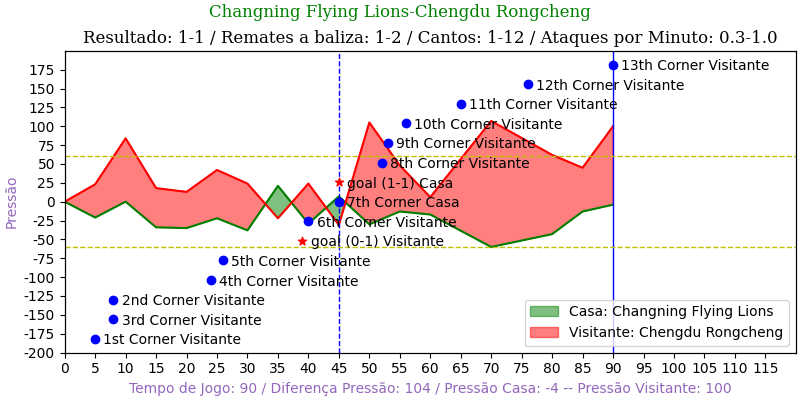 Changning Flying Lions-Chengdu Rongcheng
Resultado: 1-1 / Remates a baliza: 1-2 / Cantos: 1-12 / Ataques por Minuto: 0.3-1.0
Pressão
175
150
125
100
75
50
25
0
-25
-50
-75
-100
-125
-150
-175
-200
13th Corner Visitante
12th Corner Visitante
11th Corner Visitante
10th Corner Visitante
9th Corner Visitante
8th Corner Visitante
goal (1-1) Casa
7th Corner Casa
6th Corner Visitante
goal (0-1) Visitante
5th Corner Visitante
4th Corner Visitante
2nd Corner Visitante
3rd Corner Visitante
1st Corner Visitante
Casa: Changning Flying Lions
Visitante: Chengdu Rongcheng
0 5 10 15 20 25 30 35 40 45 50 55 60 65 70 75 80 85 90 95 100 105 110 115
Tempo de Jogo: 90 / Diferença Pressão: 104 / Pressão Casa: -4 -- Pressão Visitante: 100